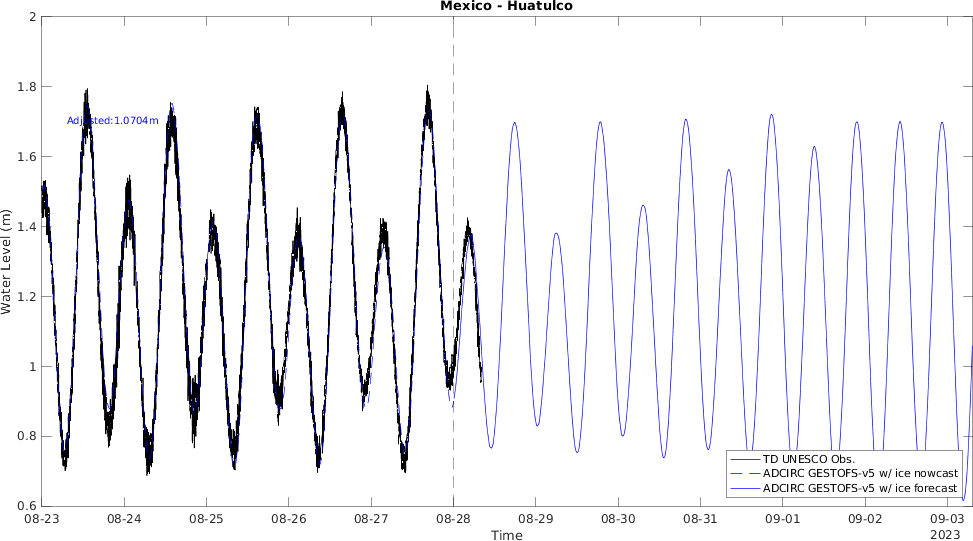 Mexico - Huatulco
2
1.8
1.6
1.4
1.2
1
0.8
0.6
Water Level (m)
Adjusted:1.0704m
TD UNESCO Obs.
ADCIRC GESTOFS-v5 w/ ice nowcast
ADCIRC GESTOFS-v5 w/ ice forecast
08-23 08-24 08-25 08-26 08-27 08-28 08-29 08-30 08-31 09-01 09-02 09-03
2023
Time